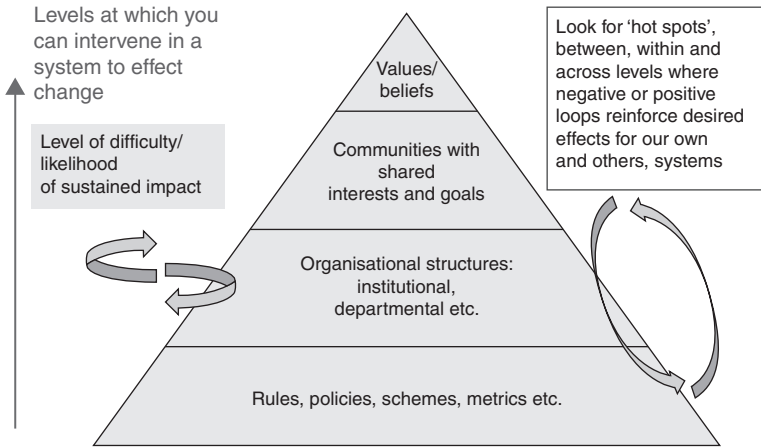 Levels at which you
can intervene in a
system to effect
change
Level of difficulty/
likelihood
of sustained impact
Values/
beliefs
Communities with
shared
interests and goals
Organisational structures:
institutional,
departmental etc.
Rules, policies, schemes, metrics etc.
Look for ‘hot spots’,
between, within and
across levels where
negative or positive
loops reinforce desired
effects for our own
and others, systems